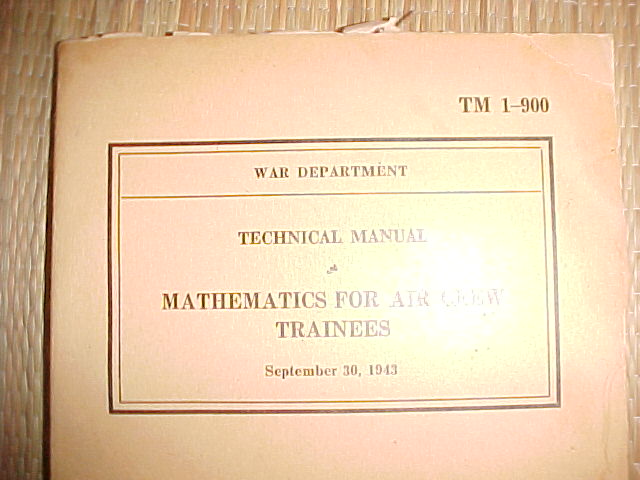 TM 1-900
WAR DEPARTMENT
TECHNICAL MANUAL
MATHEMATICS FOR AIR CREW
TRAINEES
September 30, 1943